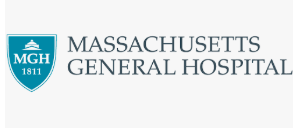 MGH
1811
MASSACHUSETTS
GENERAL HOSPITAL